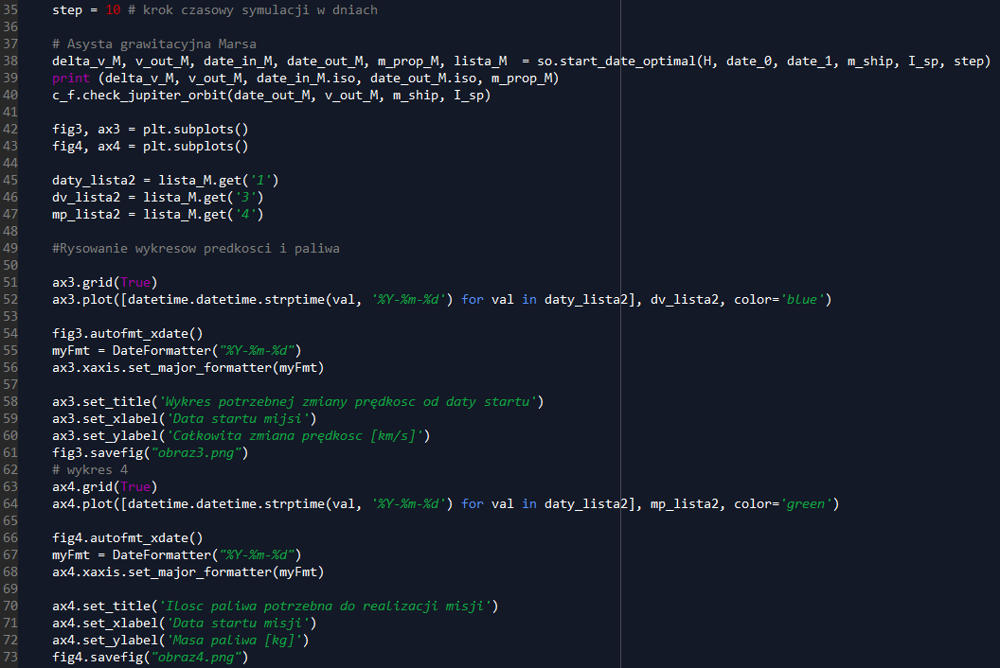 35 step = 10 # krok czasowy symulacji w dniach
36
37 # Asysta grawitacyjna Marsa
38 delta_v_M, v_out_M, date_in_M, date_out_M, m_prop_M, lista_M  = so.start_date_optimal(H, date_0, date_1, m_ship, I_sp, step)
39 print (delta_v_M, v_out_M, date_in_M.iso, date_out_M.iso, m_prop_M)
40 c_f.check_jupiter_orbit(date_out_M, v_out_M, m_ship, I_sp)
41
42 fig3, ax3 = plt.subplots()
43 fig4, ax4 = plt.subplots()
44
45 daty_lista2 = lista_M.get('1')
46 dv_lista2 = lista_M.get('3')
47 mp_lista2 = lista_M.get('4')
48
49 #Rysowanie wykresow predkosci i paliwa
50
51 ax3.grid(True)
52 ax3.plot([datetime.datetime.strptime(val, '%Y-%m-%d') for val in daty_lista2], dv_lista2, color='blue')
53
54 fig3.autofmt_xdate()
55 myFmt = DateFormatter("%Y-%m-%d")
56 ax3.xaxis.set_major_formatter(myFmt)
57
58 ax3.set_title('Wykres potrzebnej zmiany prędkosc od daty startu')
59 ax3.set_xlabel('Data startu mijsi')
60 ax3.set_ylabel('Całkowita zmiana prędkosc [km/s]')
61 fig3.savefig("obraz3.png")
62 # wykres 4
63 ax4.grid(True)
64 ax4.plot([datetime.datetime.strptime(val, '%Y-%m-%d') for val in daty_lista2], mp_lista2, color='green')
65
66 fig4.autofmt_xdate()
67 myFmt = DateFormatter("%Y-%m-%d")
68 ax4.xaxis.set_major_formatter(myFmt)
69
70 ax4.set_title('Ilosc paliwa potrzebna do realizacji misji')
71 ax4.set_xlabel('Data startu misji')
72 ax4.set_ylabel('Masa paliwa [kg]')
73 fig4.savefig("obraz4.png")